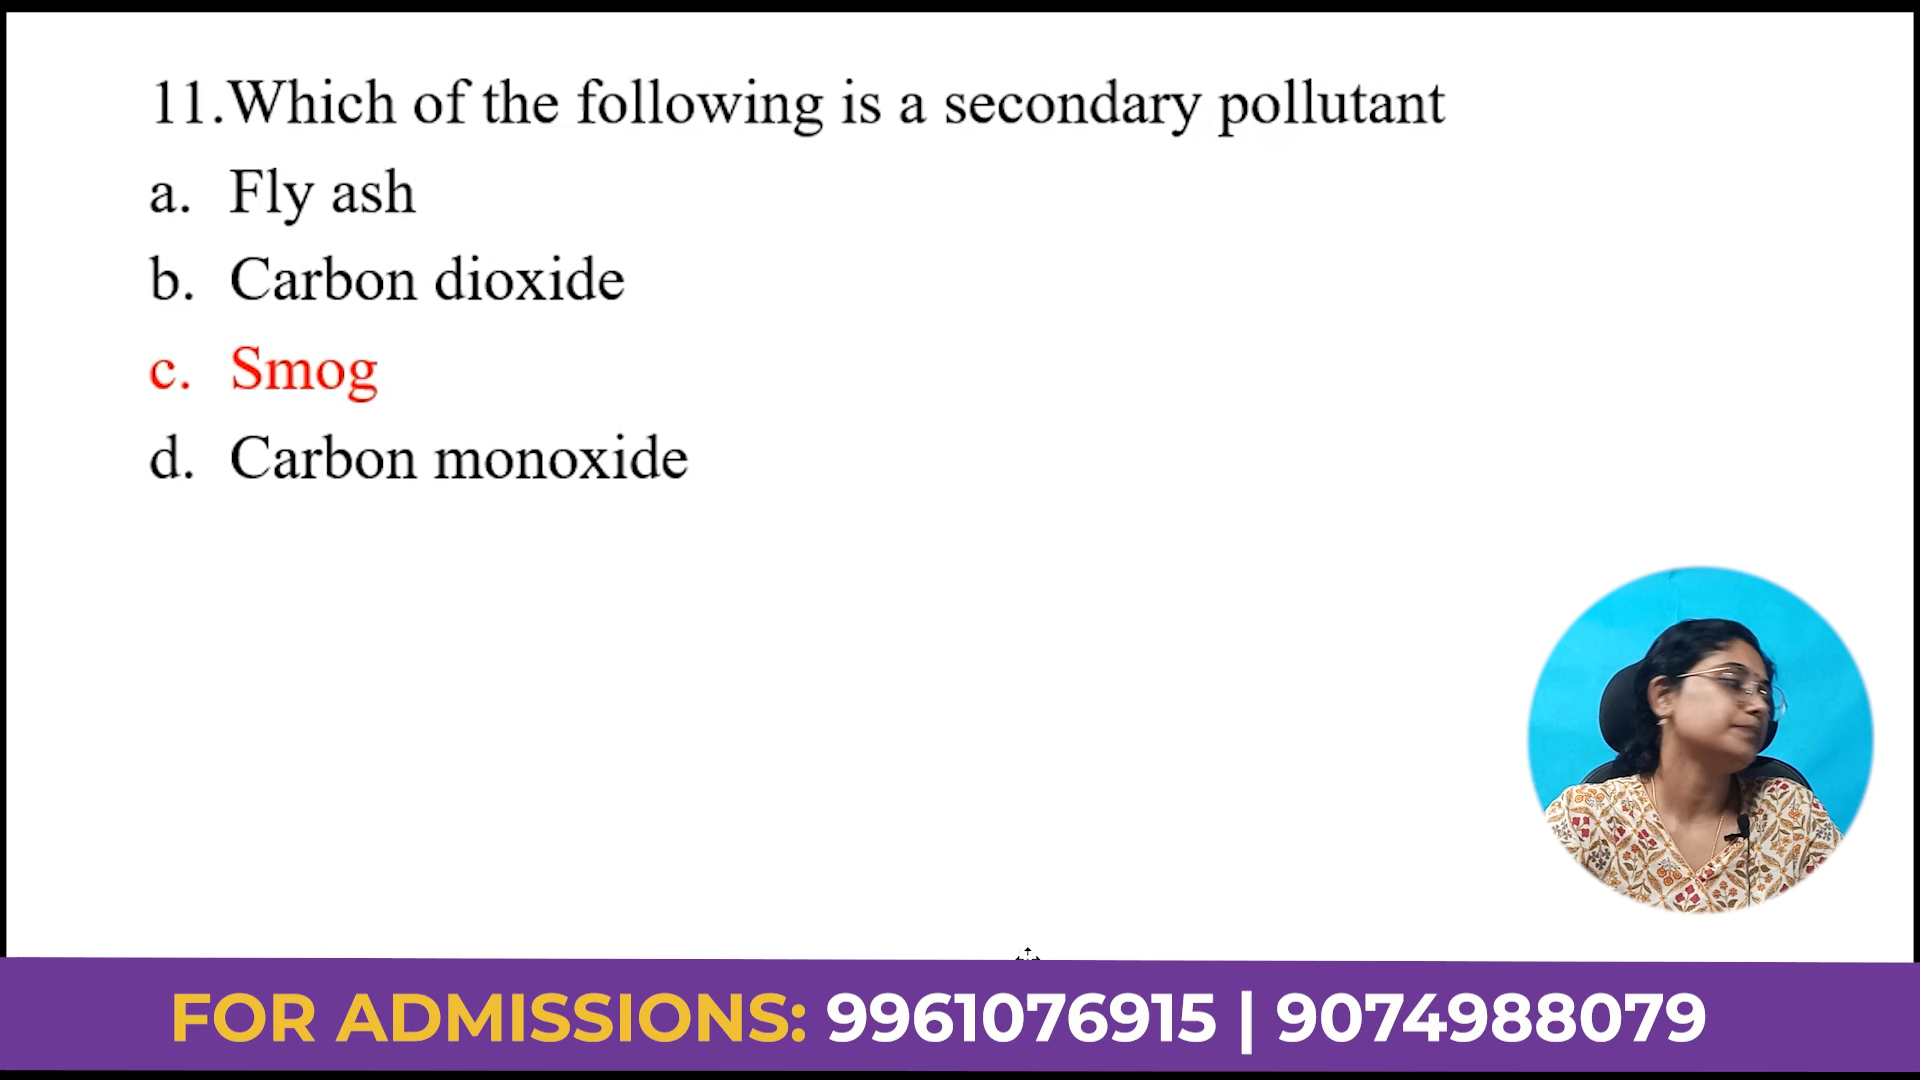 11.Which of the following is a secondary pollutant
a. Fly ash
b. Carbon dioxide
c. Smog
d. Carbon monoxide
FOR ADMISSIONS: 9961076915 | 9074988079